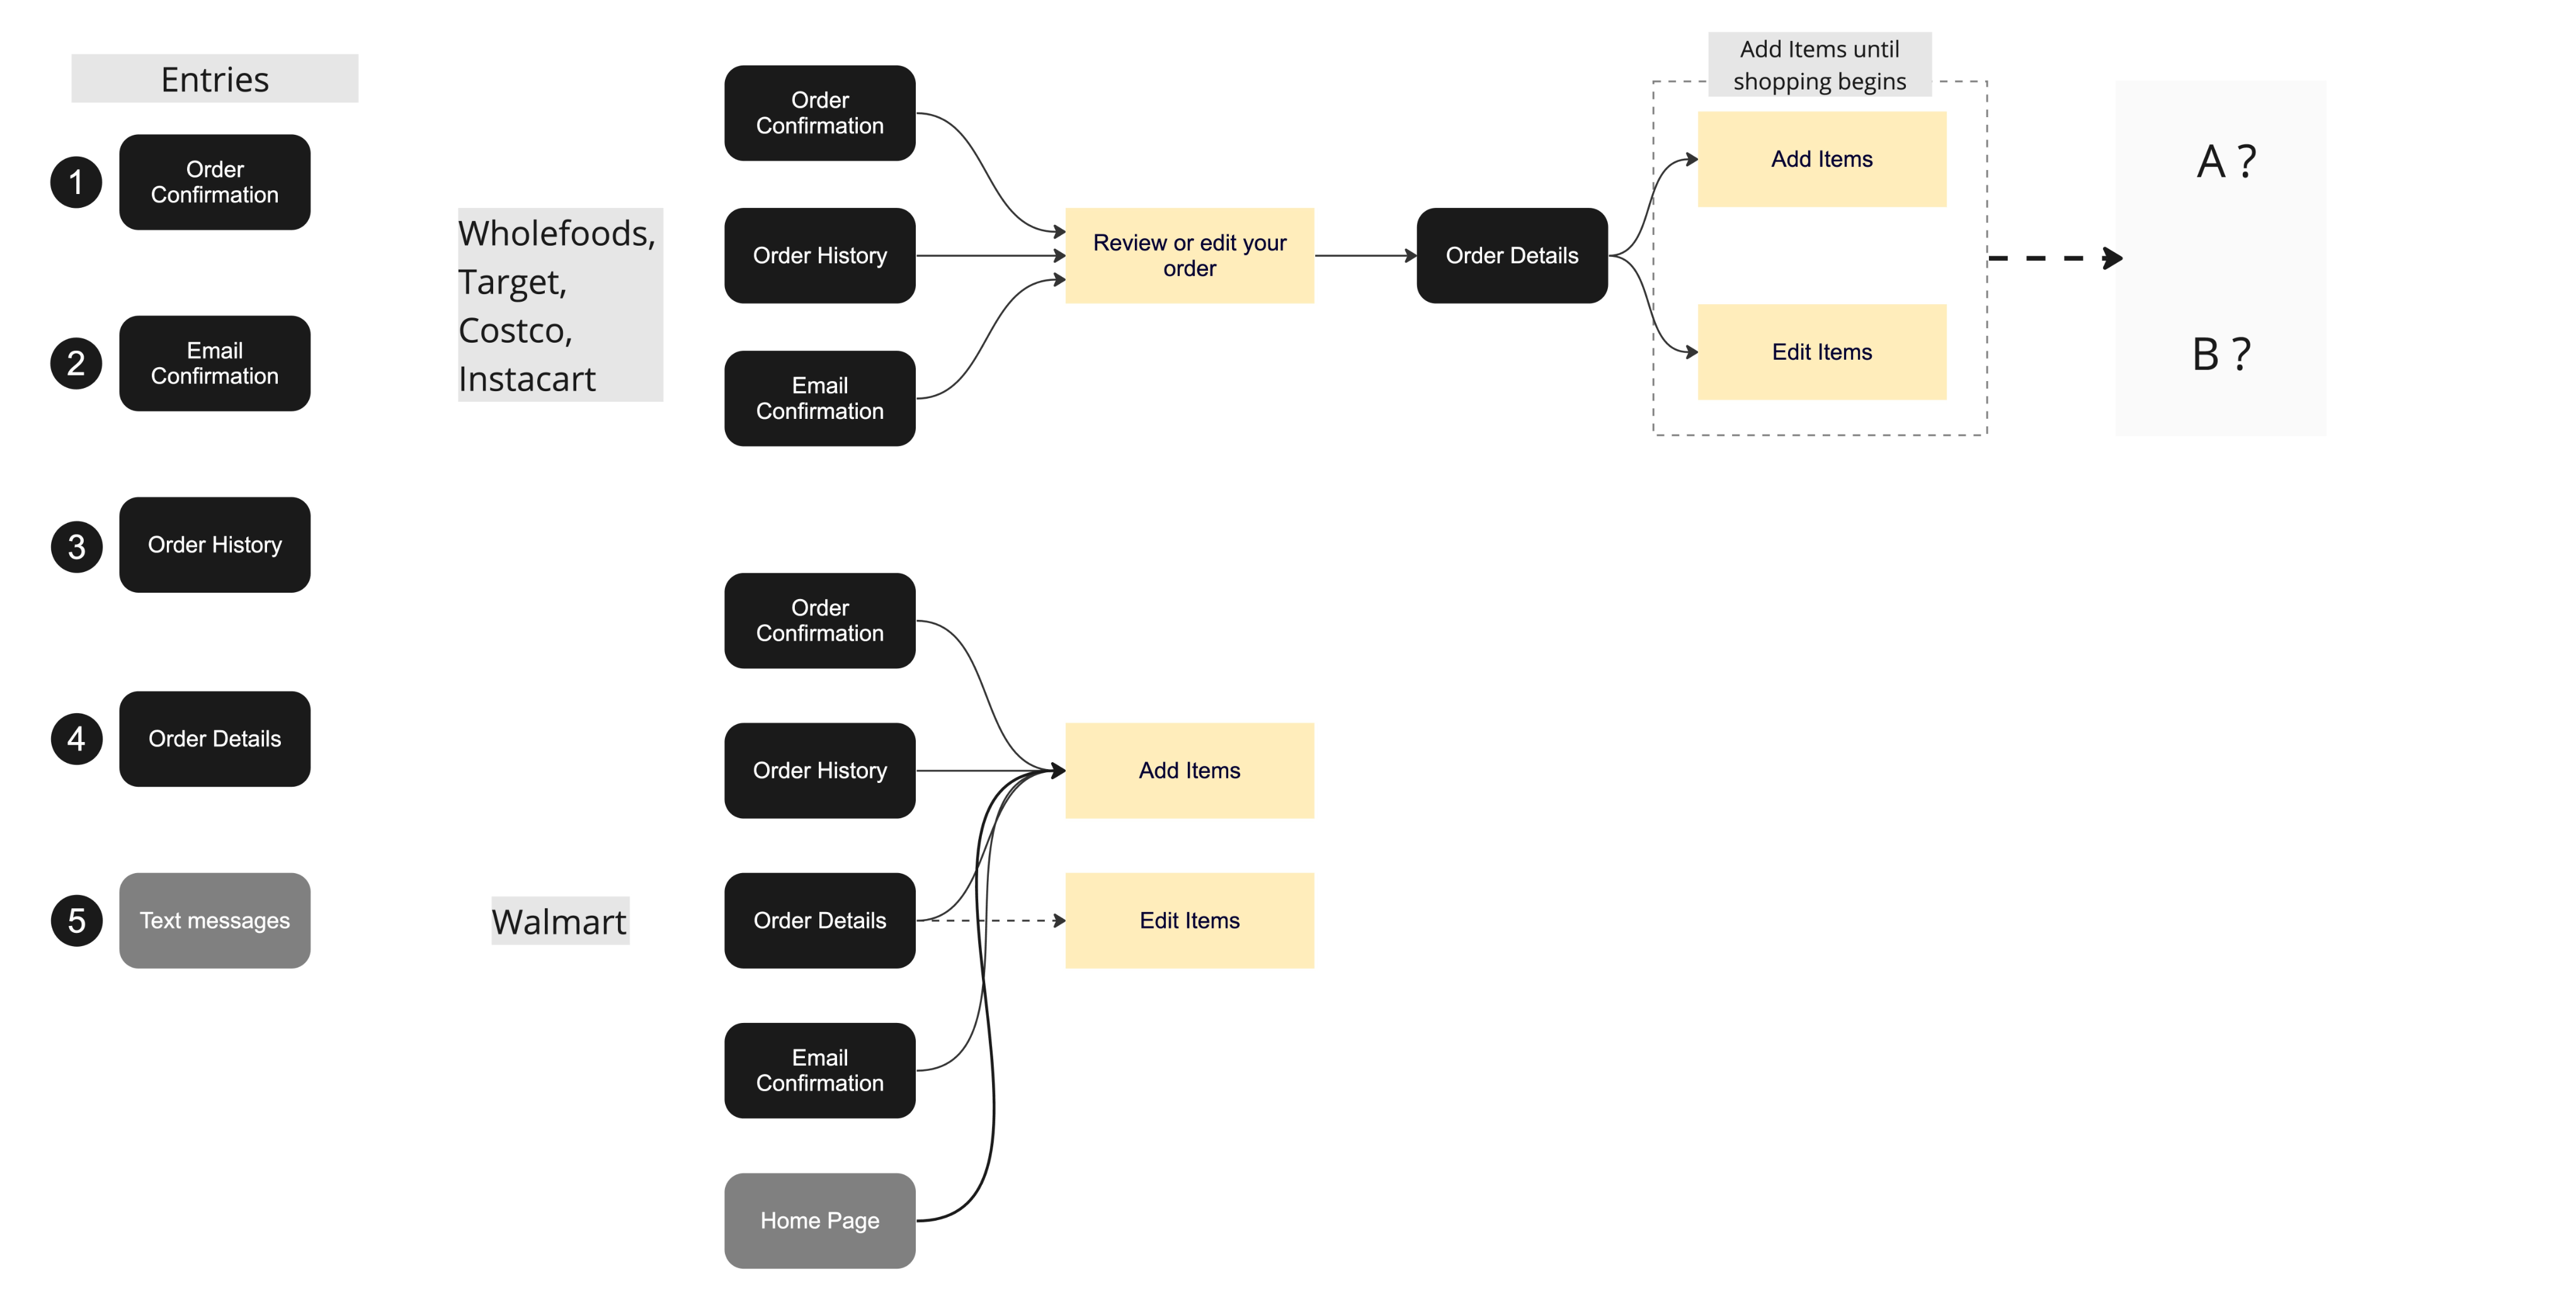 Entries
1
Order
Confirmation
2
Email
Confirmation
3
Order History
4
Order Details
5
Text messages
Wholefoods,
Target,
Costco,
Instacart
Order
Confirmation
Order History
Email
Confirmation
Review or edit your
order
Order Details
Add Items until
shopping begins
Add Items
Edit Items
A ?
B ?
Walmart
Order
Confirmation
Order History
Order Details
Email
Confirmation
Home Page
Add Items
Edit Items